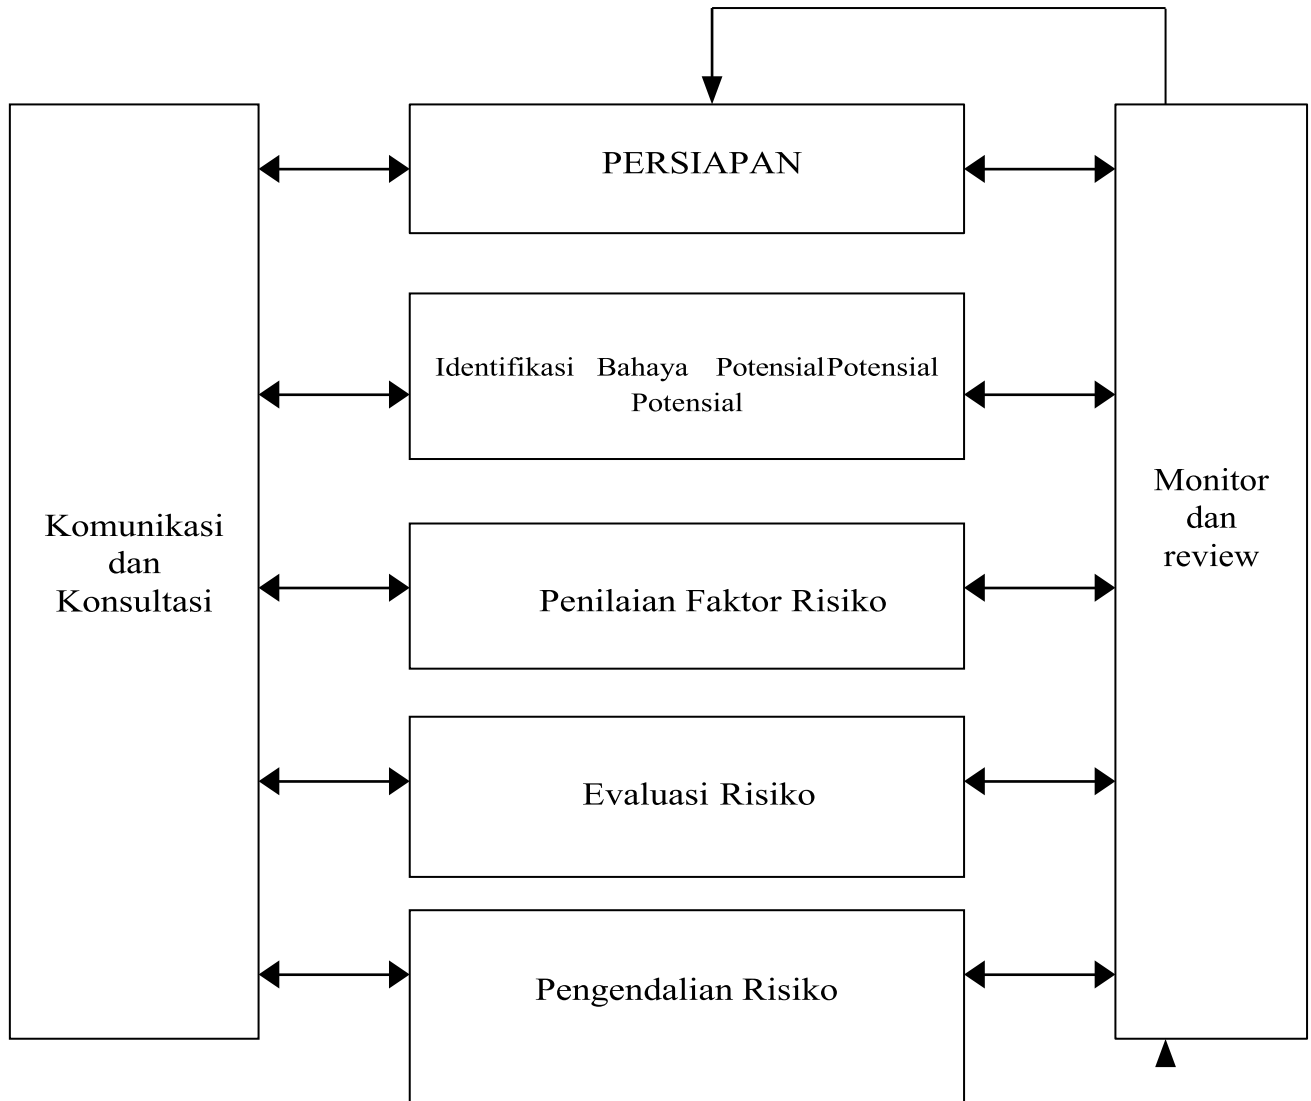 PERSIAPAN
Identifikasi Bahaya PotensialPotensial
Potensial
Komunikasi
dan
Konsultasi
Monitor
dan
review
Penilaian Faktor Risiko
Evaluasi Risiko
Pengendalian Risiko